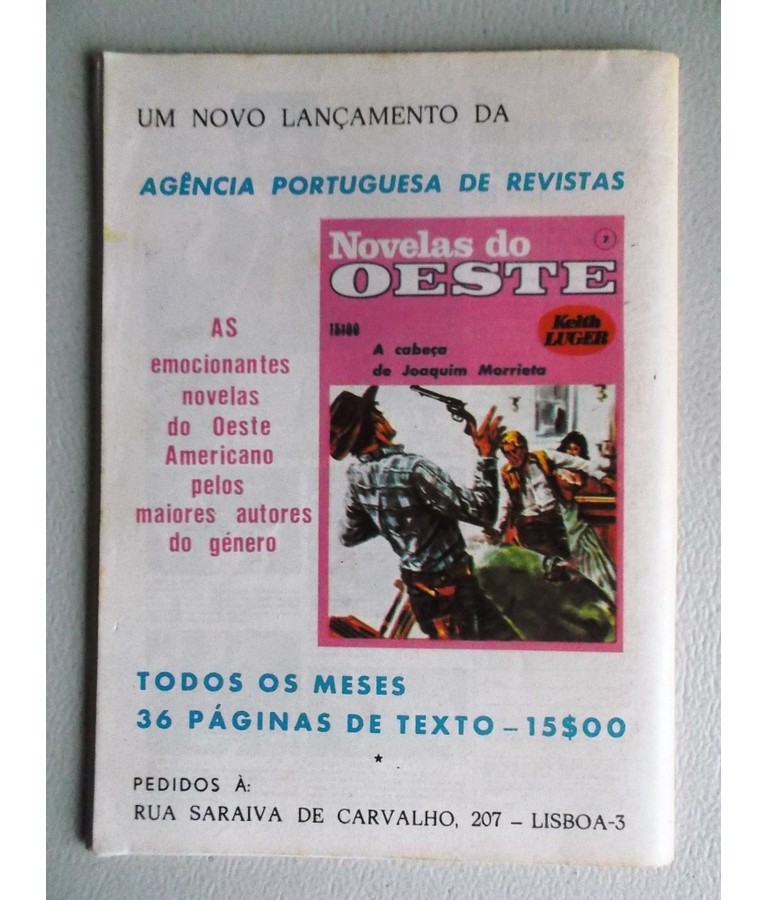 UM NOVO LANÇAMENTO DA
AGÊNCIA PORTUGUESA DE REVISTAS
Novelas do
7
OESTE
15$00
Keith
LUGER
A cabeça
de Joaquim Morrieta
AS
emocionantes
novelas
do Oeste
Americano
pelos
maiores autores
do género
TODOS OS MESES
36 PÁGINAS DE TEXTO – 15$00
*
PEDIDOS À:
RUA SARAIVA DE CARVALHO, 207 – LISBOA-3